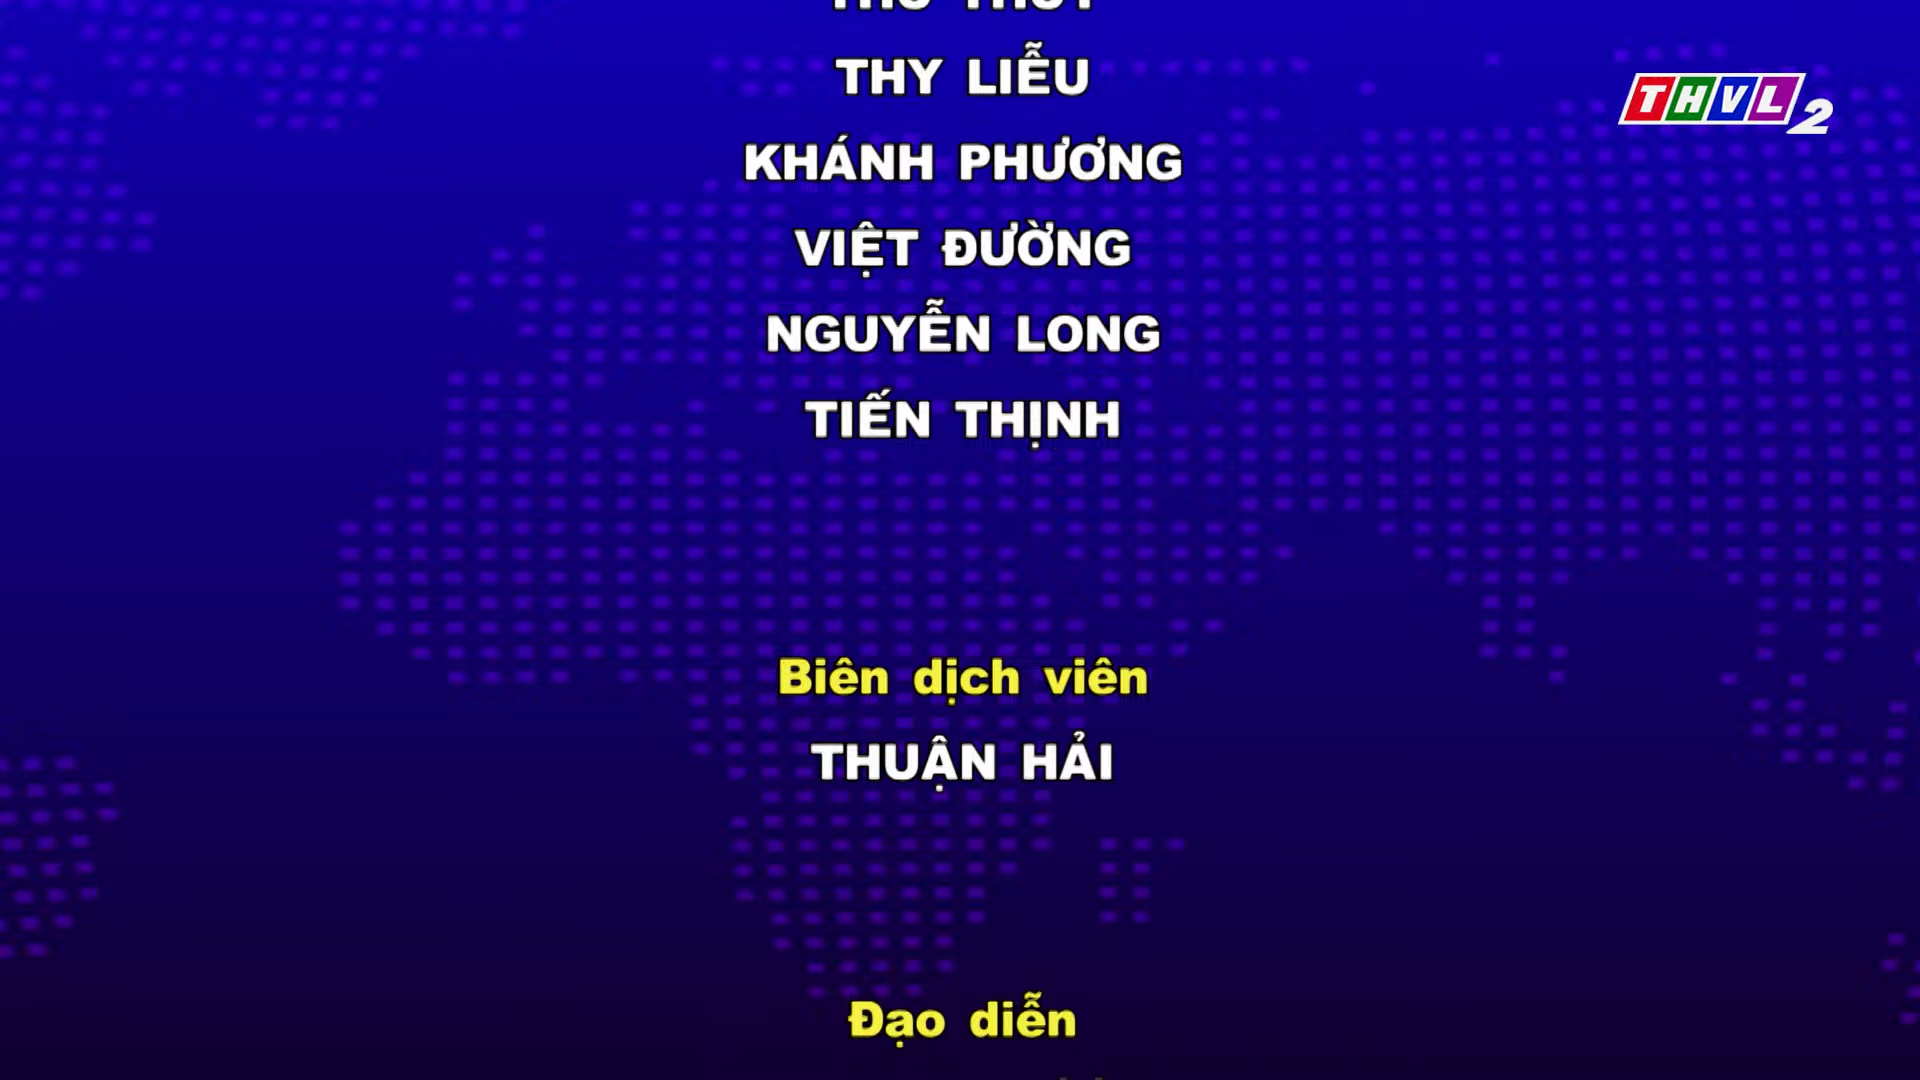 THY LIỄU
THVL2
KHÁNH PHƯƠNG
VIỆT ĐƯỜNG
NGUYỄN LONG
TIẾN THỊNH
Biên dịch viên
THUẬN HẢI
Đạo diễn